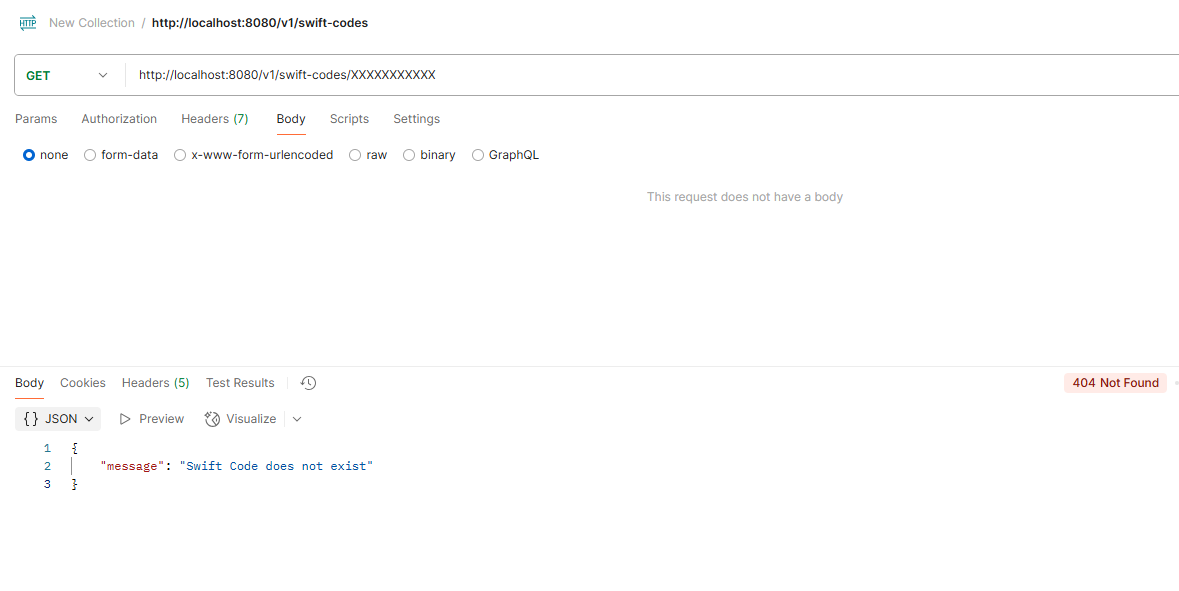 HTTP New Collection / http://localhost:8080/v1/swift-codes
GET http://localhost:8080/v1/swift-codes/XXXXXXXXXXX
Params Authorization Headers (7) Body Scripts Settings
none form-data x-www-form-urlencoded raw binary GraphQL
This request does not have a body
Body Cookies Headers (5) Test Results 404 Not Found
{} JSON Preview Visualize
1 {
2 "message": "Swift Code does not exist"
3 }